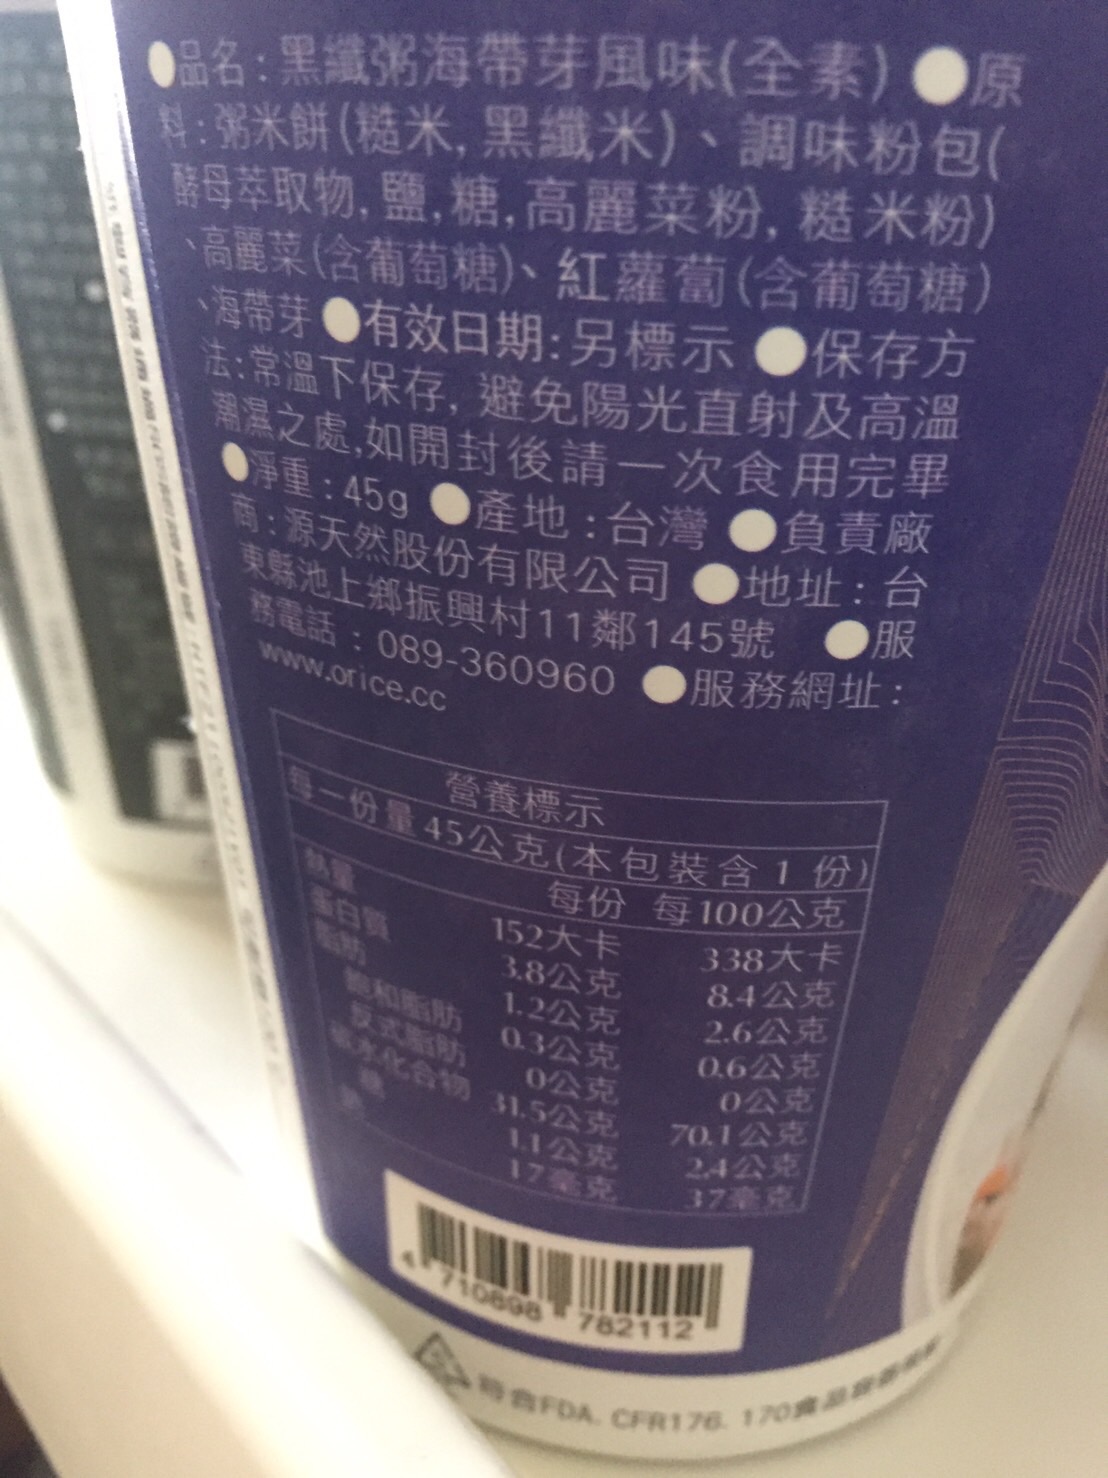 ●品名:黑纖粥海帶芽風味(全素) ●原
料:粥米餅(糙米,黑纖米)、調味粉包(
酵母萃取物,鹽,糖,高麗菜粉,糙米粉)
、高麗菜(含葡萄糖)、紅蘿蔔(含葡萄糖)
、海帶芽●有效日期:另標示 ●保存方
法:常溫下保存,避免陽光直射及高溫
潮濕之處,如開封後請一次食用完畢
●淨重:45g ●產地:台灣 ●負責廠
商:源天然股份有限公司 ●地址:台
東縣池上鄉振興村11鄰145號 ●服
務電話:089-360960 ●服務網址:
www.orice.cc
營養標示
每一份量 45公克(本包裝含 1 份)
每份 每100公克
熱量 152大卡 338大卡
蛋白質 3.8公克 8.4公克
脂肪 1.2公克 2.6公克
飽和脂肪 0.3公克 0.6公克
反式脂肪 0公克 0公克
碳水化合物 31.5公克 70.1公克
糖 1.1公克 2.4公克
17毫克 37毫克
4 710898 782112
符合FDA. CFR176. 170食品